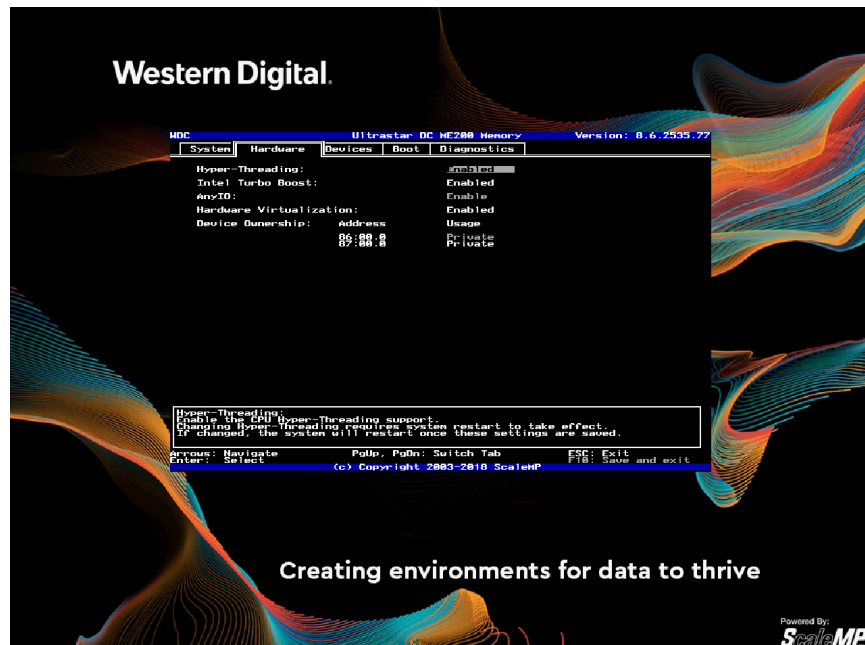 Western Digital.
WDC Ultrastar DC ME200 Memory Version: 8.6.2535.77
System Hardware Devices Boot Diagnostics
Hyper-Threading: Enabled
Intel Turbo Boost: Enabled
AnyIO: Enable
Hardware Virtualization: Enabled
Device Ownership: Address Usage
86:00.0 Private
87:00.0 Private
Hyper-Threading:
Enable the CPU Hyper-Threading support.
Changing Hyper-Threading requires system restart to take effect.
If changed, the system will restart once these settings are saved.
Arrows: Navigate PgUp, PgDn: Switch Tab ESC: Exit
Enter: Select F10: Save and exit
(c) Copyright 2003-2018 ScaleMP
Creating environments for data to thrive
Powered By:
ScaleMP